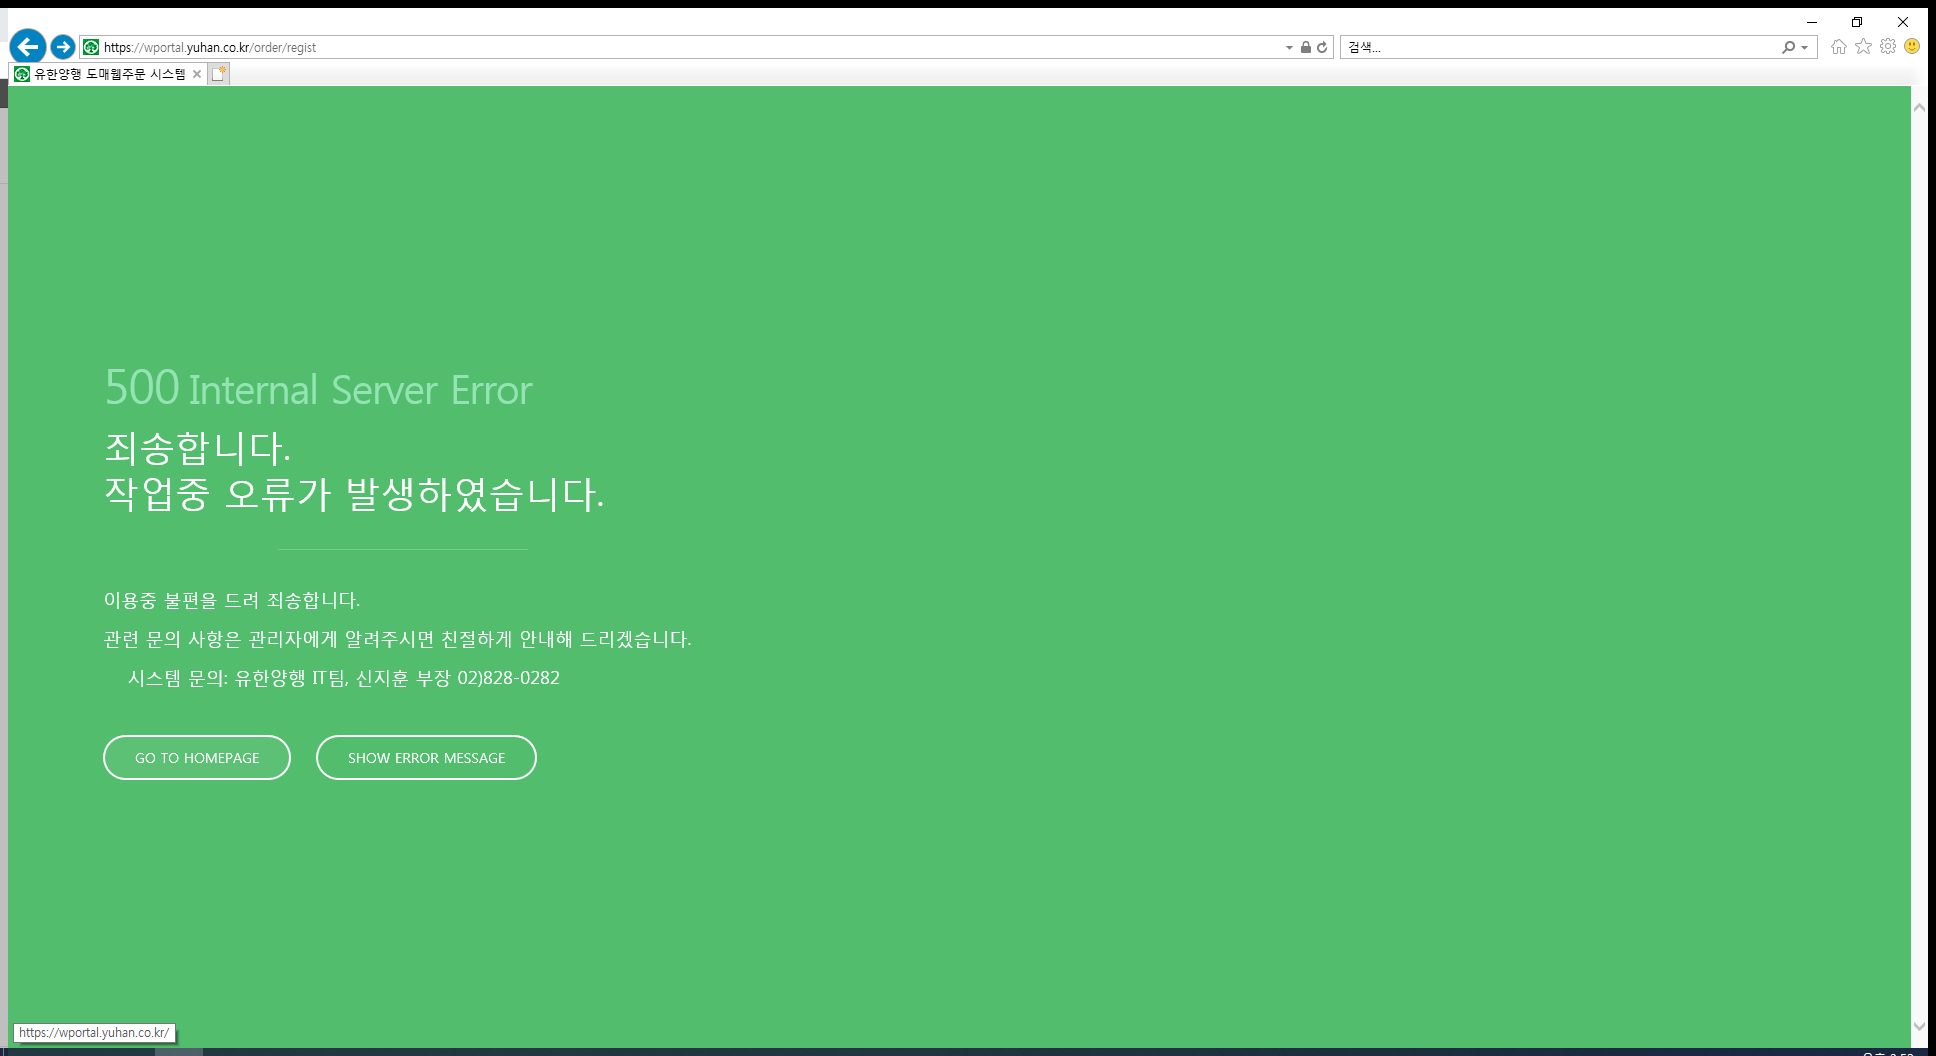 https://wportal.yuhan.co.kr/order/regist
검색...
유한양행 도매웹주문 시스템
500 Internal Server Error
죄송합니다.
작업중 오류가 발생하였습니다.
이용중 불편을 드려 죄송합니다.
관련 문의 사항은 관리자에게 알려주시면 친절하게 안내해 드리겠습니다.
시스템 문의: 유한양행 IT팀, 신지훈 부장 02)828-0282
GO TO HOMEPAGE
SHOW ERROR MESSAGE
https://wportal.yuhan.co.kr/